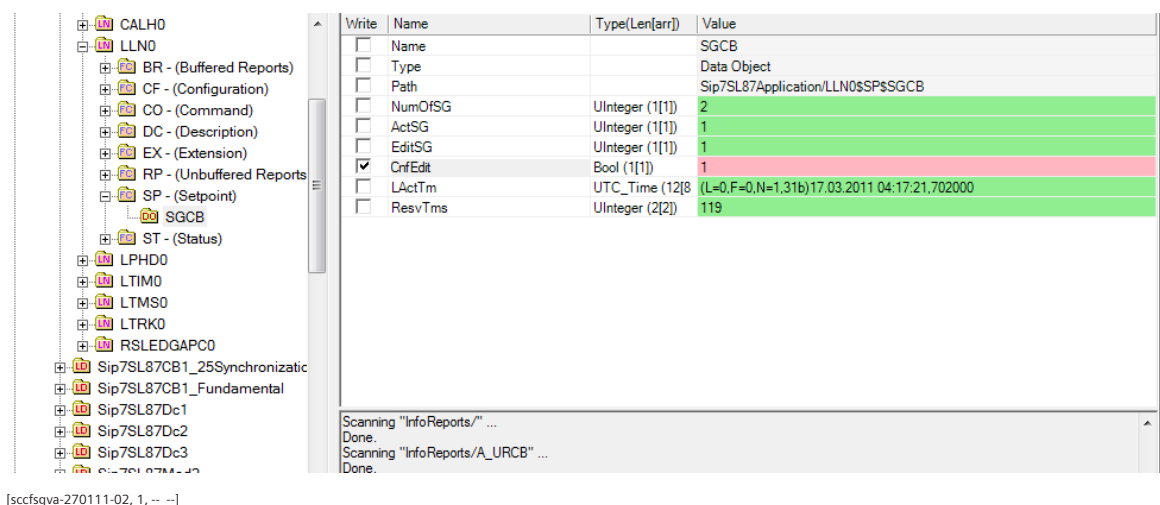 CALH0
LLN0
BR - (Buffered Reports)
CF - (Configuration)
CO - (Command)
DC - (Description)
EX - (Extension)
RP - (Unbuffered Reports
SP - (Setpoint)
SGCB
ST - (Status)
LPHD0
LTIM0
LTMS0
LTRK0
RSLEDGAPC0
Sip7SL87CB1_25Synchronizatic
Sip7SL87CB1_Fundamental
Sip7SL87Dc1
Sip7SL87Dc2
Sip7SL87Dc3
Write Name Type(Len[arr]) Value
Name SGCB
Type Data Object
Path Sip7SL87Application/LLN0$SP$SGCB
NumOfSG UInteger (1[1]) 2
ActSG UInteger (1[1]) 1
EditSG UInteger (1[1]) 1
CnfEdit Bool (1[1]) 1
LActTm UTC_Time (12[8 (L=0,F=0,N=1,31b)17.03.2011 04:17:21,702000
ResvTms UInteger (2[2]) 119
Scanning "InfoReports/" ...
Done.
Scanning "InfoReports/A_URCB" ...
Done.
[sccfsgva-270111-02, 1, -- --]